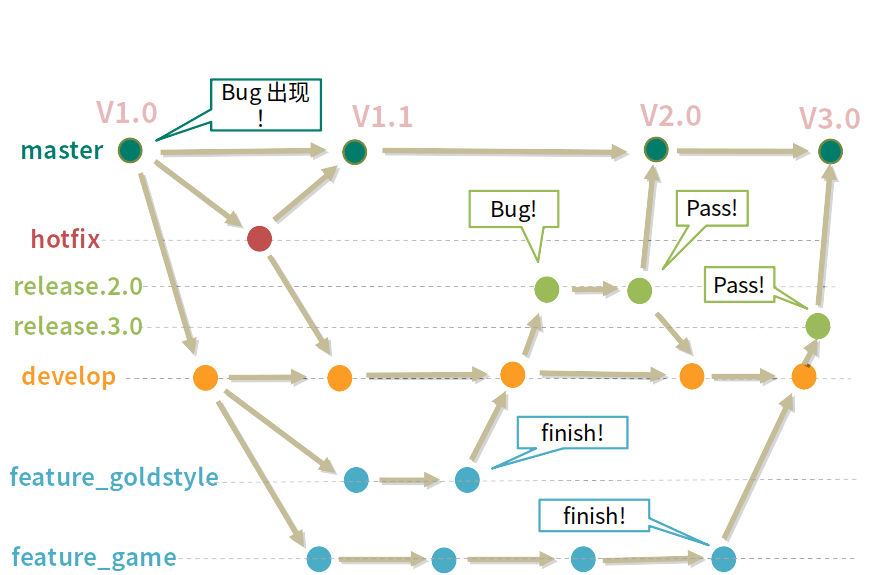 V1.0
Bug 出现
!
V1.1
V2.0
V3.0
master
hotfix
Bug!
Pass!
release.2.0
Pass!
release.3.0
develop
finish!
feature_goldstyle
finish!
feature_game